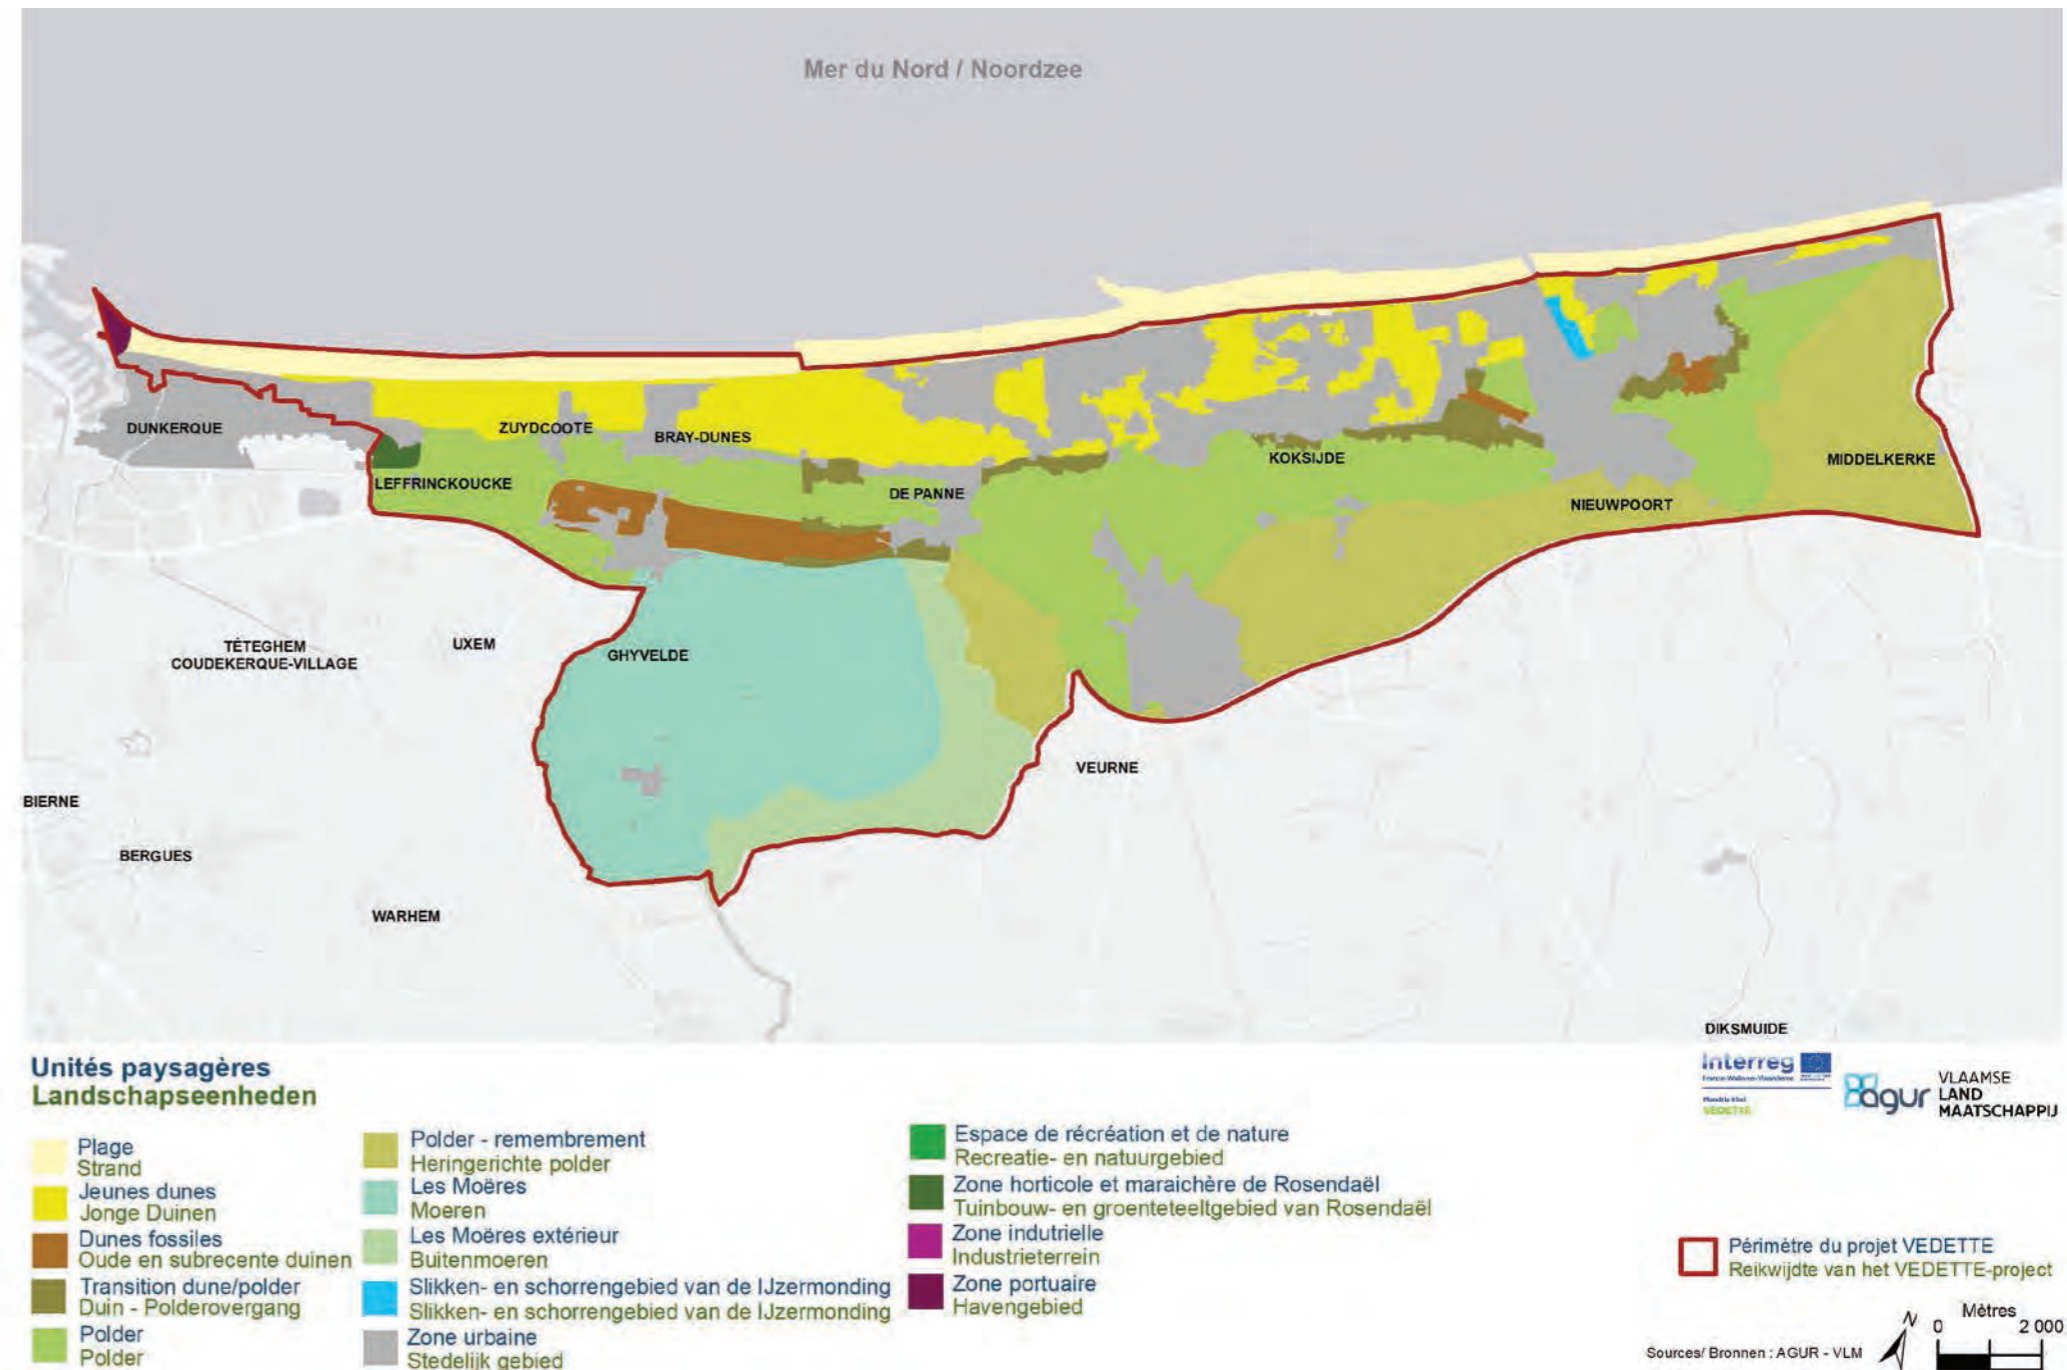 Mer du Nord / Noordzee
DUNKERQUE
ZUYDCOOTE
BRAY-DUNES
LEFFRINCKOUCKE
DE PANNE
KOKSIJDE
NIEUWPOORT
MIDDELKERKE
TÉTEGHEM
COUDEKERQUE-VILLAGE
UXEM
GHYVELDE
VEURNE
BIERNE
BERGUES
WARHEM
DIKSMUIDE
Unités paysagères
Landschapseenheden
Plage
Strand
Jeunes dunes
Jonge Duinen
Dunes fossiles
Oude en subrecente duinen
Transition dune/polder
Duin - Polderovergang
Polder
Polder
Polder - remembrement
Heringerichte polder
Les Moëres
Moeren
Les Moëres extérieur
Buitenmoeren
Slikken- en schorrengebied van de IJzermonding
Slikken- en schorrengebied van de IJzermonding
Zone urbaine
Stedelijk gebied
Espace de récréation et de nature
Recreatie- en natuurgebied
Zone horticole et maraichère de Rosendaël
Tuinbouw- en groenteteeltgebied van Rosendaël
Zone indutrielle
Industrieterrein
Zone portuaire
Havengebied
Interreg
France-Wallonie-Vlaanderen
VEDETTE
agur
VLAAMSE
LAND
MAATSCHAPPIJ
Périmètre du projet VEDETTE
Reikwijdte van het VEDETTE-project
N
Mètres
0 2 000
Sources/ Bronnen : AGUR - VLM